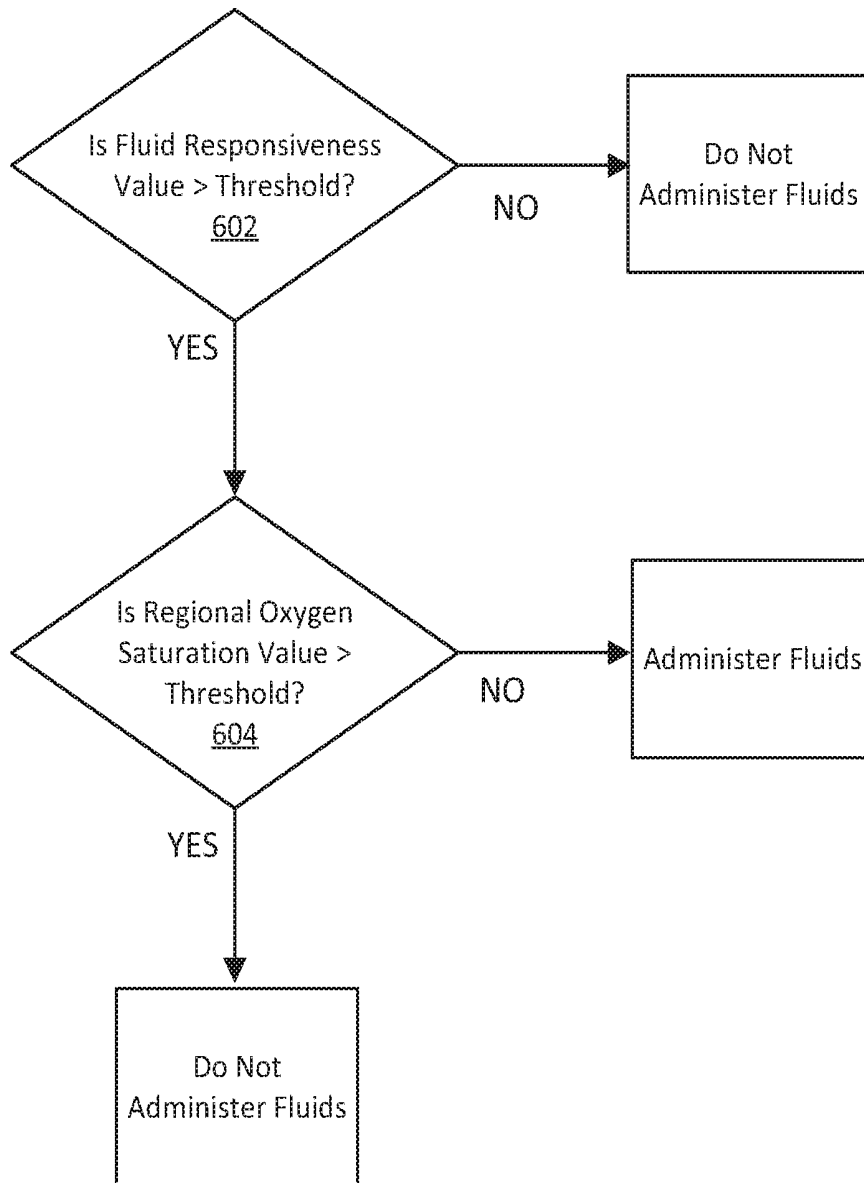 Is Fluid Responsiveness
Value > Threshold?
602
NO
Do Not
Administer Fluids
YES
Is Regional Oxygen
Saturation Value >
Threshold?
604
NO
Administer Fluids
YES
Do Not
Administer Fluids